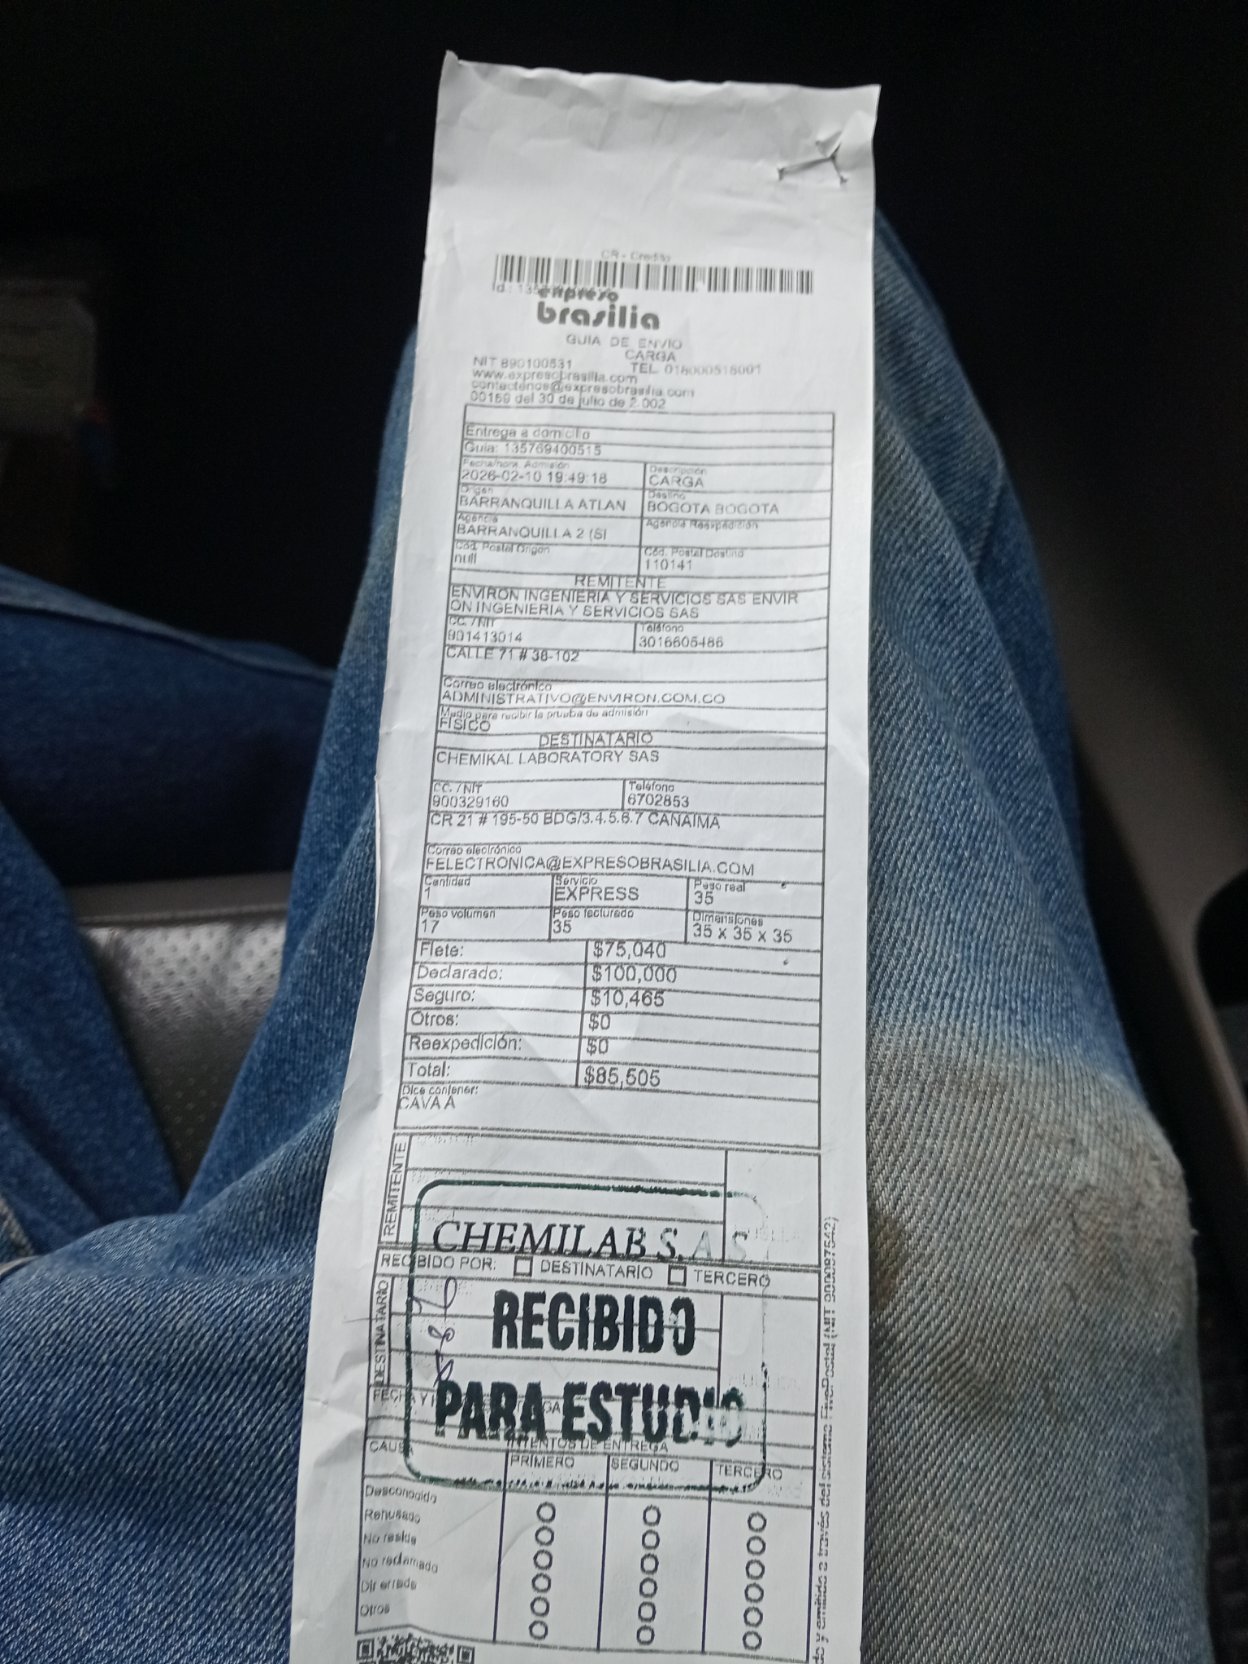 CR - Credito
expreso
brasilia
GUIA DE ENVIO
CARGA
NIT 890100531 TEL 018000518001
www.expresobrasilia.com
contactenos@expresobrasilia.com
00169 del 30 de julio de 2.002
Entrega a domicilio
Guia: 135769400515
Fecha/hora Admisión Descripción
2026-02-10 19:49:18 CARGA
Origen Destino
BARRANQUILLA ATLAN BOGOTA BOGOTA
Agencia Agencia Reexpedición
BARRANQUILLA 2 (SI
Cód. Postal Origen Cód. Postal Destino
null 110141
REMITENTE
ENVIRON INGENIERIA Y SERVICIOS SAS ENVIR
ON INGENIERIA Y SERVICIOS SAS
CC. / NIT Teléfono
901413014 3016605486
CALLE 71 # 38-102
Correo electrónico
ADMINISTRATIVO@ENVIRON.COM.CO
Medio para recibir la prueba de admisión
FISICO
DESTINATARIO
CHEMIKAL LABORATORY SAS
CC. / NIT Teléfono
900329160 6702853
CR 21 # 195-50 BDG/3.4.5.6.7 CANAIMA
Correo electrónico
FELECTRONICA@EXPRESOBRASILIA.COM
Cantidad Servicio Peso real
1 EXPRESS 35
Peso volumen Peso facturado Dimensiones
17 35 35 x 35 x 35
Flete: $75,040
Declarado: $100,000
Seguro: $10,465
Otros: $0
Reexpedición: $0
Total: $85,505
Dice contener:
CAVA A
REMITENTE
CHEMILAB S.A.S
RECIBIDO POR: DESTINATARIO TERCERO
DESTINATARIO
RECIBIDO
PARA ESTUDIO
INTENTOS DE ENTREGA
PRIMERO SEGUNDO TERCERO
Desconocido
Rehusado
No reside
No reclamado
Dir errada
Otros